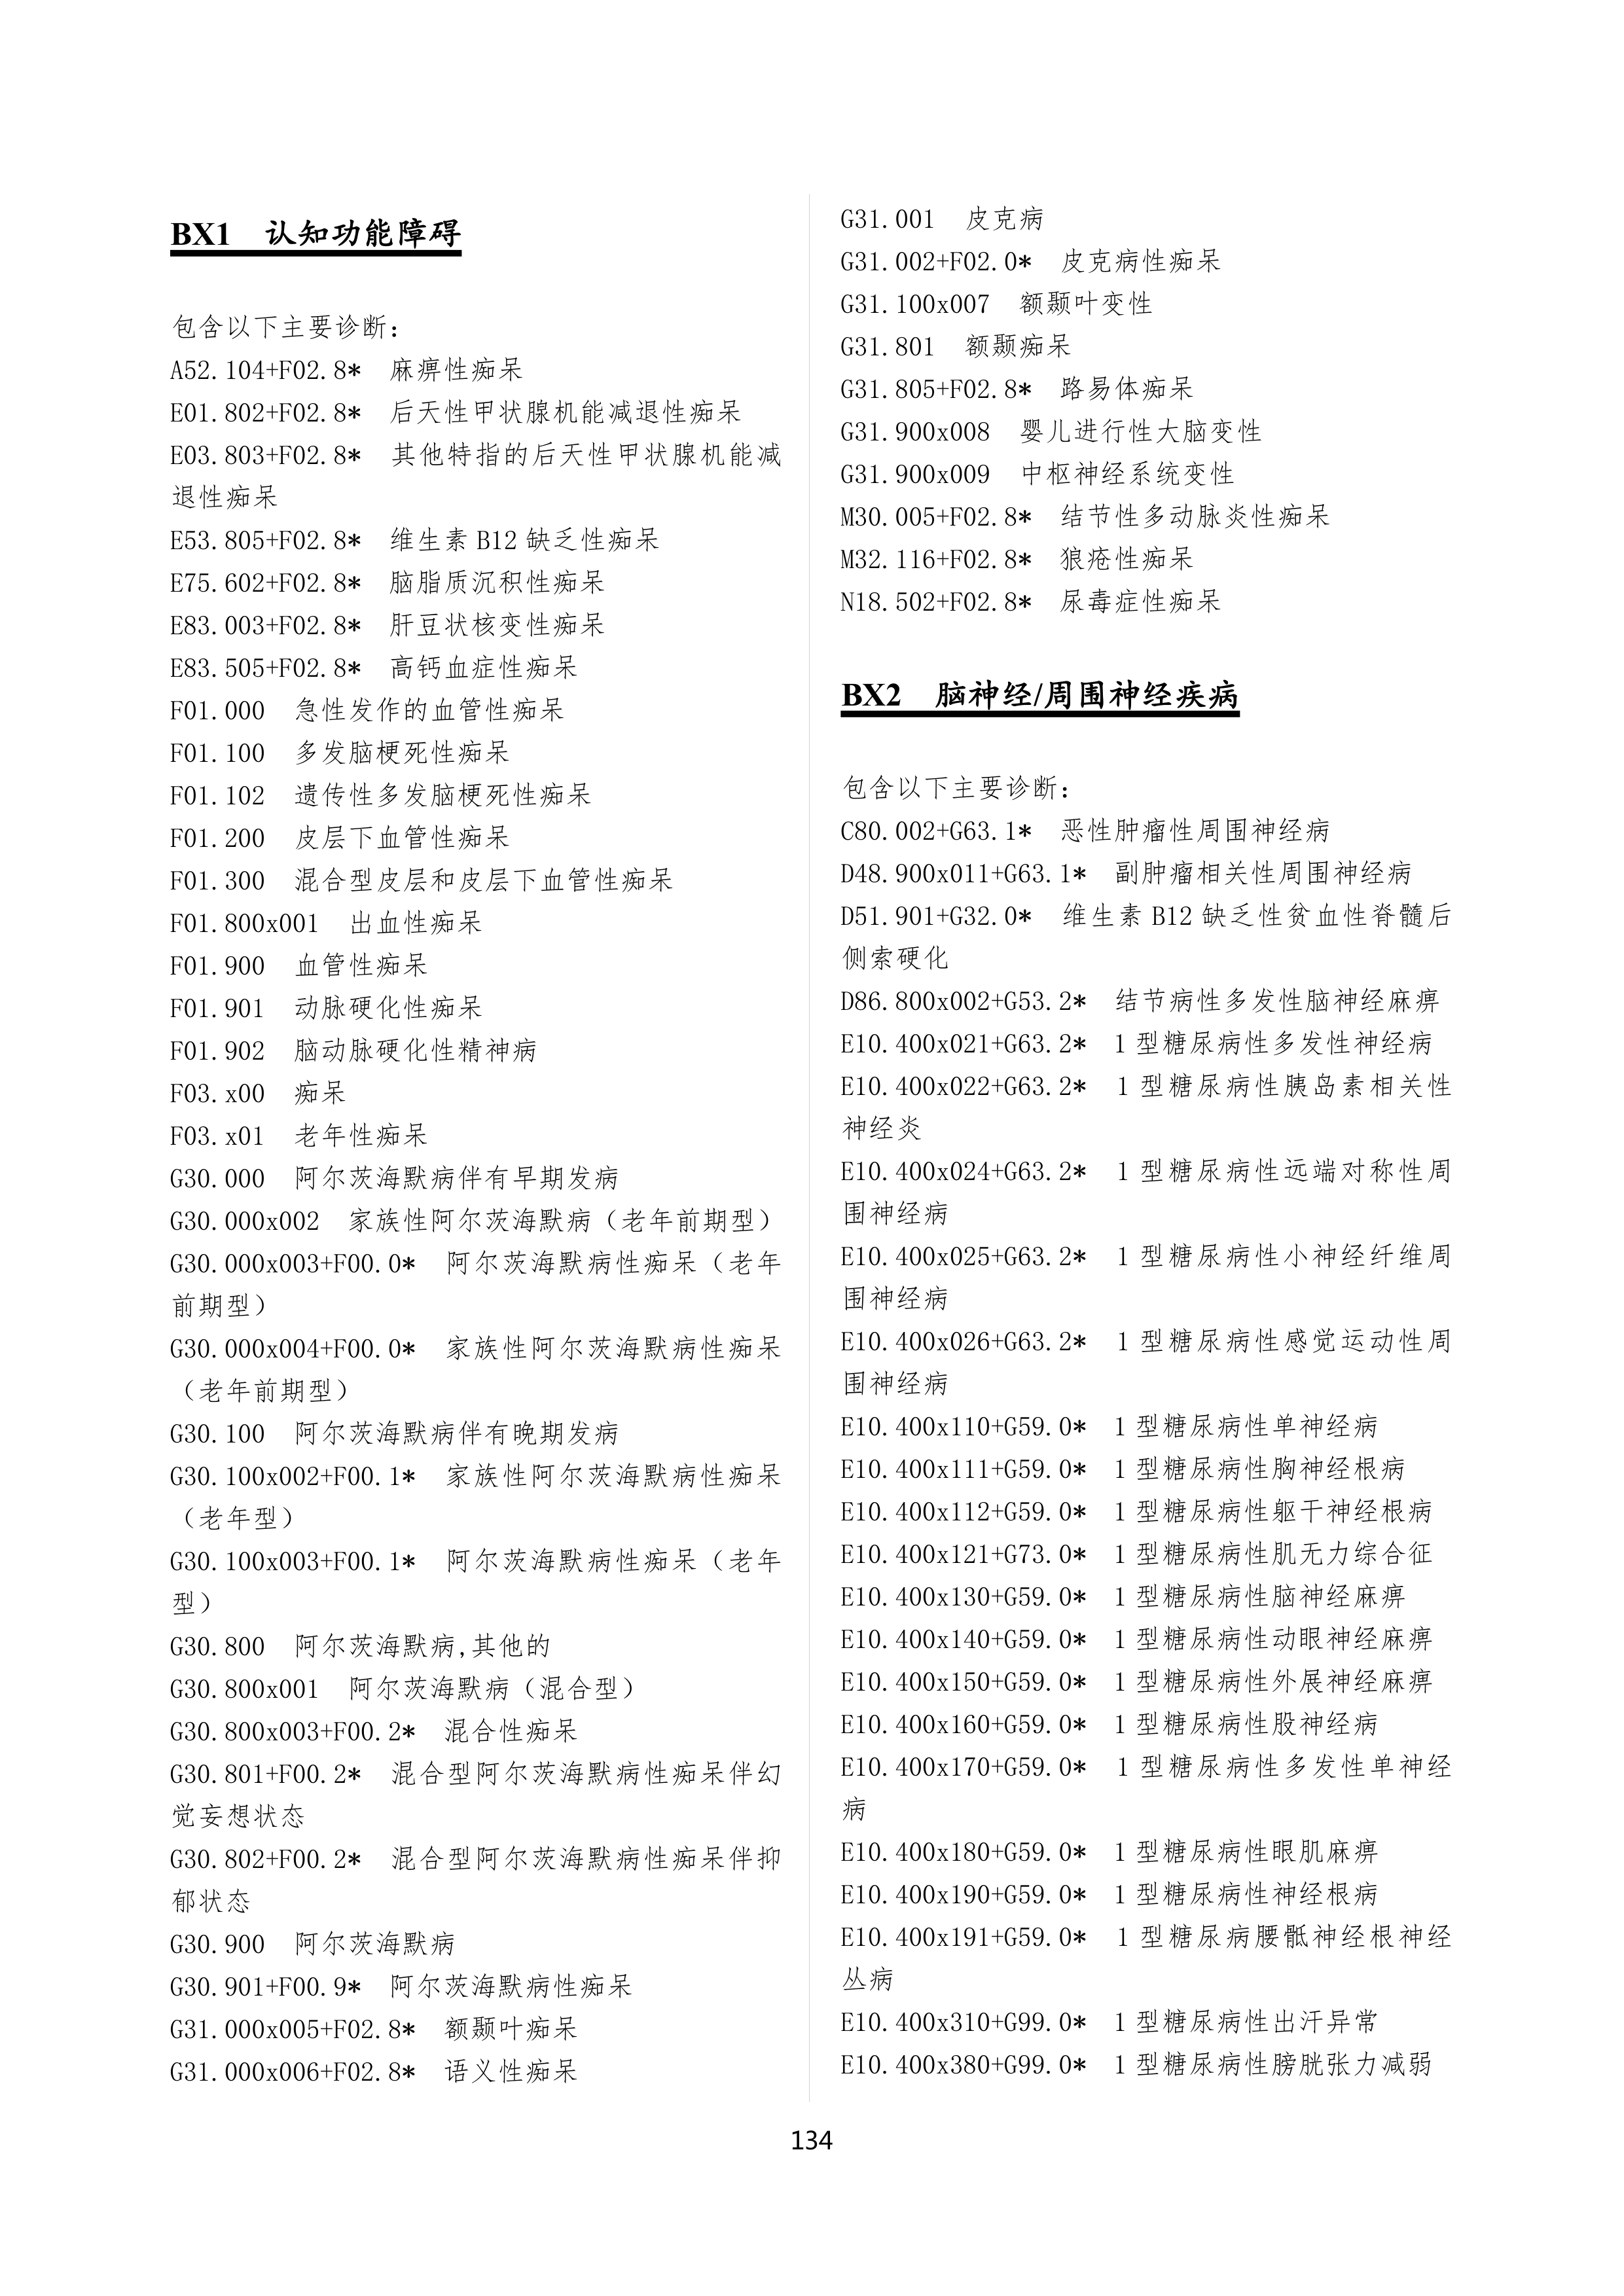 BX1 认知功能障碍
包含以下主要诊断：
A52.104+F02.8* 麻痹性痴呆
E01.802+F02.8* 后天性甲状腺机能减退性痴呆
E03.803+F02.8* 其他特指的后天性甲状腺机能减
退性痴呆
E53.805+F02.8* 维生素 B12 缺乏性痴呆
E75.602+F02.8* 脑脂质沉积性痴呆
E83.003+F02.8* 肝豆状核变性痴呆
E83.505+F02.8* 高钙血症性痴呆
F01.000 急性发作的血管性痴呆
F01.100 多发脑梗死性痴呆
F01.102 遗传性多发脑梗死性痴呆
F01.200 皮层下血管性痴呆
F01.300 混合型皮层和皮层下血管性痴呆
F01.800x001 出血性痴呆
F01.900 血管性痴呆
F01.901 动脉硬化性痴呆
F01.902 脑动脉硬化性精神病
F03.x00 痴呆
F03.x01 老年性痴呆
G30.000 阿尔茨海默病伴有早期发病
G30.000x002 家族性阿尔茨海默病（老年前期型）
G30.000x003+F00.0* 阿尔茨海默病性痴呆（老年
前期型）
G30.000x004+F00.0* 家族性阿尔茨海默病性痴呆
（老年前期型）
G30.100 阿尔茨海默病伴有晚期发病
G30.100x002+F00.1* 家族性阿尔茨海默病性痴呆
（老年型）
G30.100x003+F00.1* 阿尔茨海默病性痴呆（老年
型）
G30.800 阿尔茨海默病,其他的
G30.800x001 阿尔茨海默病（混合型）
G30.800x003+F00.2* 混合性痴呆
G30.801+F00.2* 混合型阿尔茨海默病性痴呆伴幻
觉妄想状态
G30.802+F00.2* 混合型阿尔茨海默病性痴呆伴抑
郁状态
G30.900 阿尔茨海默病
G30.901+F00.9* 阿尔茨海默病性痴呆
G31.000x005+F02.8* 额颞叶痴呆
G31.000x006+F02.8* 语义性痴呆
G31.001 皮克病
G31.002+F02.0* 皮克病性痴呆
G31.100x007 额颞叶变性
G31.801 额颞痴呆
G31.805+F02.8* 路易体痴呆
G31.900x008 婴儿进行性大脑变性
G31.900x009 中枢神经系统变性
M30.005+F02.8* 结节性多动脉炎性痴呆
M32.116+F02.8* 狼疮性痴呆
N18.502+F02.8* 尿毒症性痴呆
BX2 脑神经/周围神经疾病
包含以下主要诊断：
C80.002+G63.1* 恶性肿瘤性周围神经病
D48.900x011+G63.1* 副肿瘤相关性周围神经病
D51.901+G32.0* 维生素 B12 缺乏性贫血性脊髓后
侧索硬化
D86.800x002+G53.2* 结节病性多发性脑神经麻痹
E10.400x021+G63.2* 1 型糖尿病性多发性神经病
E10.400x022+G63.2* 1 型糖尿病性胰岛素相关性
神经炎
E10.400x024+G63.2* 1 型糖尿病性远端对称性周
围神经病
E10.400x025+G63.2* 1 型糖尿病性小神经纤维周
围神经病
E10.400x026+G63.2* 1 型糖尿病性感觉运动性周
围神经病
E10.400x110+G59.0* 1 型糖尿病性单神经病
E10.400x111+G59.0* 1 型糖尿病性胸神经根病
E10.400x112+G59.0* 1 型糖尿病性躯干神经根病
E10.400x121+G73.0* 1 型糖尿病性肌无力综合征
E10.400x130+G59.0* 1 型糖尿病性脑神经麻痹
E10.400x140+G59.0* 1 型糖尿病性动眼神经麻痹
E10.400x150+G59.0* 1 型糖尿病性外展神经麻痹
E10.400x160+G59.0* 1 型糖尿病性股神经病
E10.400x170+G59.0* 1 型糖尿病性多发性单神经
病
E10.400x180+G59.0* 1 型糖尿病性眼肌麻痹
E10.400x190+G59.0* 1 型糖尿病性神经根病
E10.400x191+G59.0* 1 型糖尿病腰骶神经根神经
丛病
E10.400x310+G99.0* 1 型糖尿病性出汗异常
E10.400x380+G99.0* 1 型糖尿病性膀胱张力减弱
134